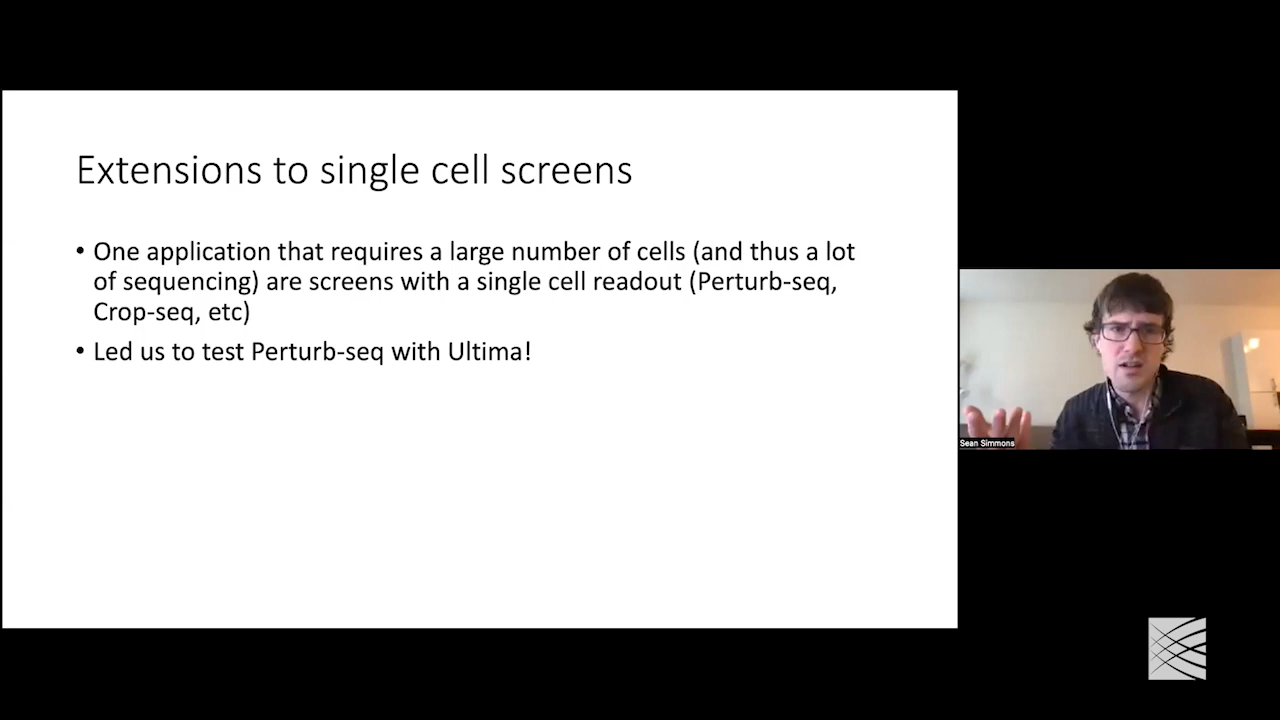 Extensions to single cell screens
• One application that requires a large number of cells (and thus a lot
of sequencing) are screens with a single cell readout (Perturb-seq,
Crop-seq, etc)
• Led us to test Perturb-seq with Ultima!
Sean Simmons